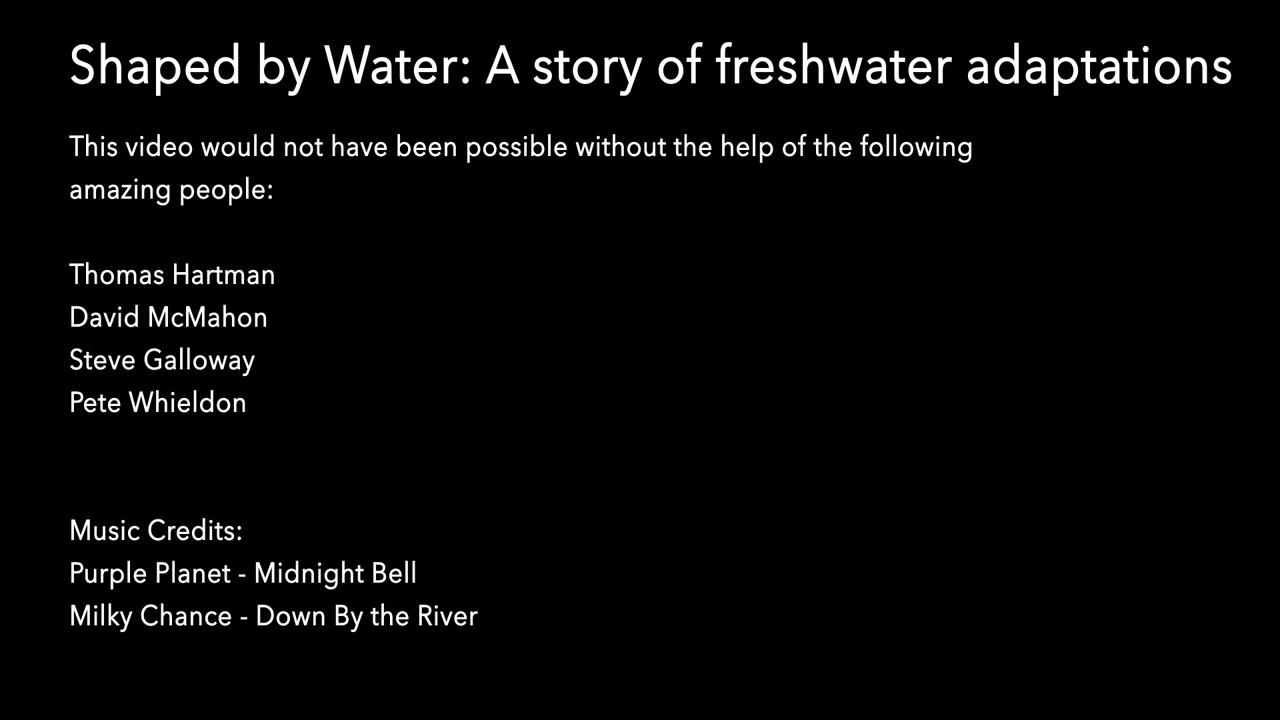 Shaped by Water: A story of freshwater adaptations
This video would not have been possible without the help of the following
amazing people:
Thomas Hartman
David McMahon
Steve Galloway
Pete Whieldon
Music Credits:
Purple Planet - Midnight Bell
Milky Chance - Down By the River